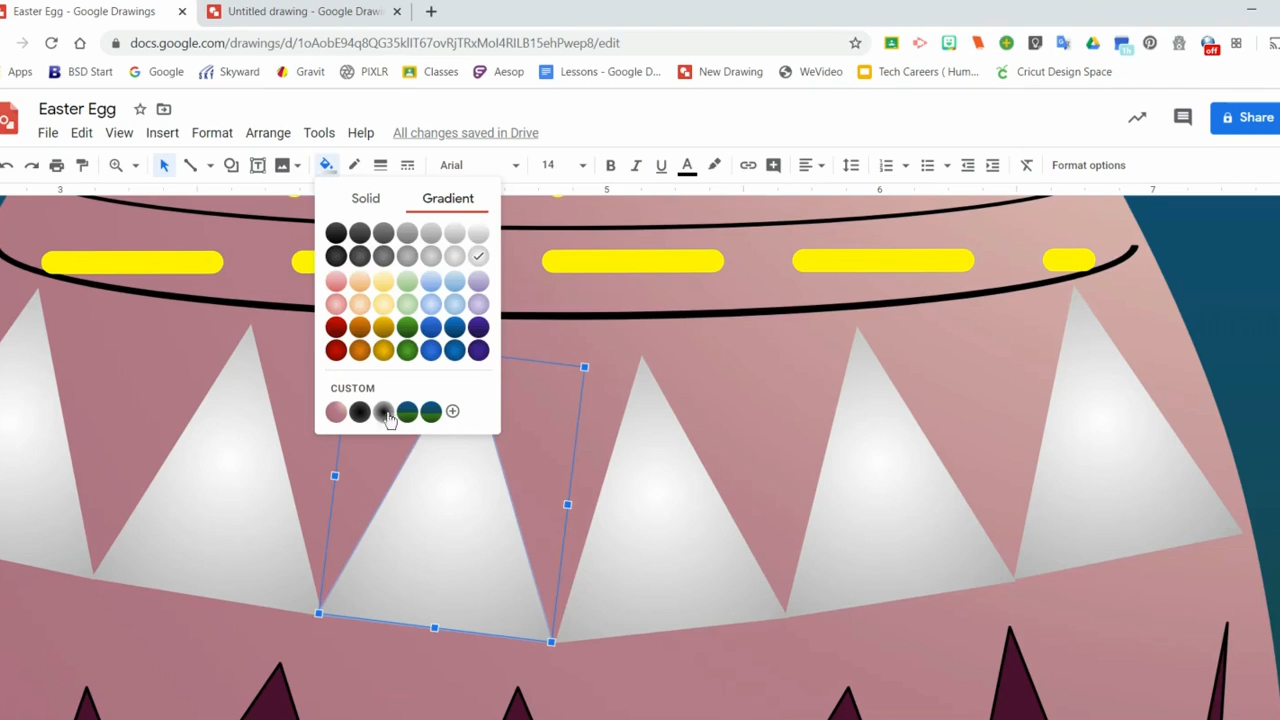 Easter Egg - Google Drawings
Untitled drawing - Google Drawi
docs.google.com/drawings/d/1oAobE94q8QG35kIlT67ovRjTRxMoI4ItLB15ehPwep8/edit
1h
off
Apps
BSD Start
Google
Skyward
Gravit
PIXLR
Classes
Aesop
Lessons - Google D...
New Drawing
WeVideo
Tech Careers ( Hum...
Cricut Design Space
Easter Egg
File Edit View Insert Format Arrange Tools Help All changes saved in Drive
Share
Arial 14 B I U A Format options
3 5 6 7
Solid Gradient
CUSTOM